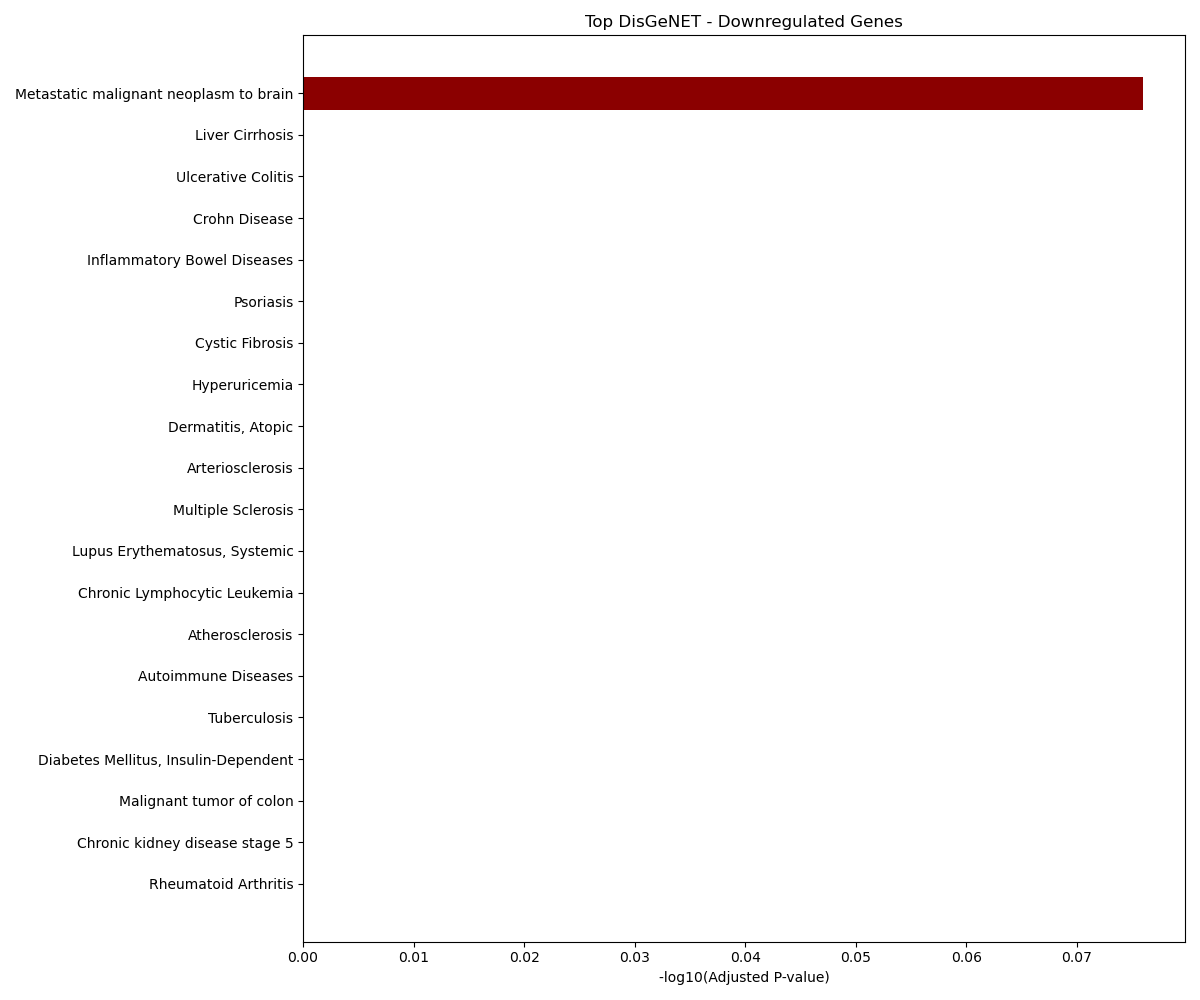 Top DisGeNET - Downregulated Genes
Metastatic malignant neoplasm to brain
Liver Cirrhosis
Ulcerative Colitis
Crohn Disease
Inflammatory Bowel Diseases
Psoriasis
Cystic Fibrosis
Hyperuricemia
Dermatitis, Atopic
Arteriosclerosis
Multiple Sclerosis
Lupus Erythematosus, Systemic
Chronic Lymphocytic Leukemia
Atherosclerosis
Autoimmune Diseases
Tuberculosis
Diabetes Mellitus, Insulin-Dependent
Malignant tumor of colon
Chronic kidney disease stage 5
Rheumatoid Arthritis
0.00 0.01 0.02 0.03 0.04 0.05 0.06 0.07
-log10(Adjusted P-value)